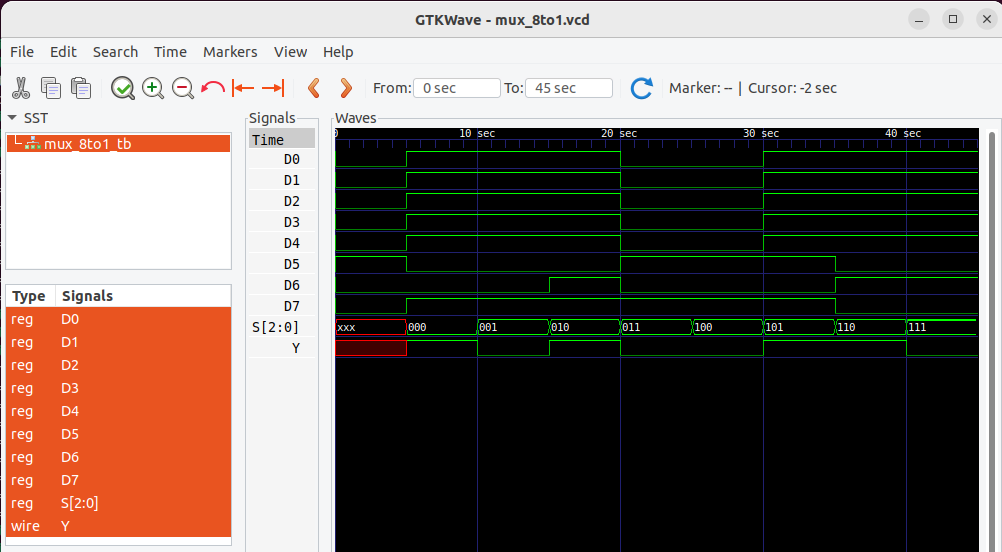 GTKWave - mux_8to1.vcd
File Edit Search Time Markers View Help
From: 0 sec To: 45 sec Marker: -- | Cursor: -2 sec
SST
mux_8to1_tb
Type Signals
reg D0
reg D1
reg D2
reg D3
reg D4
reg D5
reg D6
reg D7
reg S[2:0]
wire Y
Signals
Time
D0
D1
D2
D3
D4
D5
D6
D7
S[2:0]
Y
Waves
0 10 sec 20 sec 30 sec 40 sec
xxx 000 001 010 011 100 101 110 111